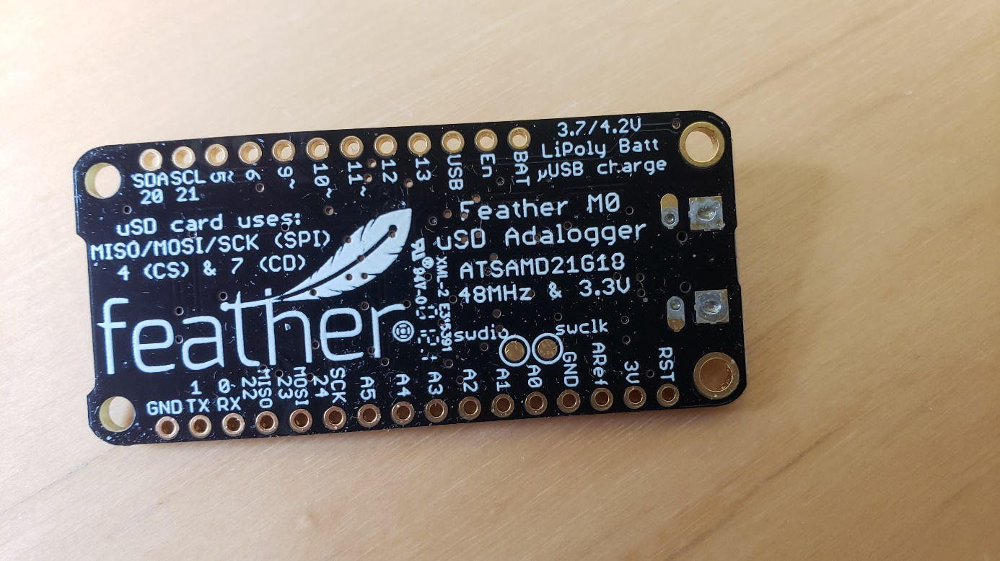 3.7/4.2V
LiPoly Batt
µUSB charge
SDA SCL 5~ 6~ 9~ 10~ 11~ 12~ 13 USB En BAT
20 21
uSD card uses:
MISO/MOSI/SCK (SPI)
4 (CS) & 7 (CD)
feather
Feather M0
uSD Adalogger
ATSAMD21G18
48MHz & 3.3V
94V-0
XML-2 E315391
swdio swclk
1 0 22 23 24
GND TX RX MISO MOSI SCK A5 A4 A3 A2 A1 A0 GND ARef 3V RST